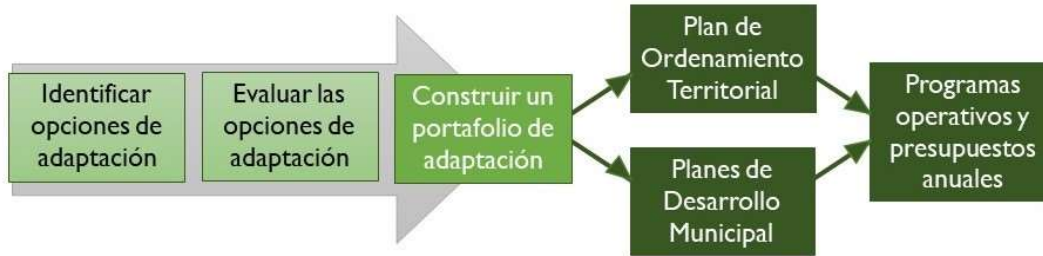 Identificar
opciones de
adaptación
Evaluar las
opciones de
adaptación
Construir un
portafolio de
adaptación
Plan de
Ordenamiento
Territorial
Planes de
Desarrollo
Municipal
Programas
operativos y
presupuestos
anuales